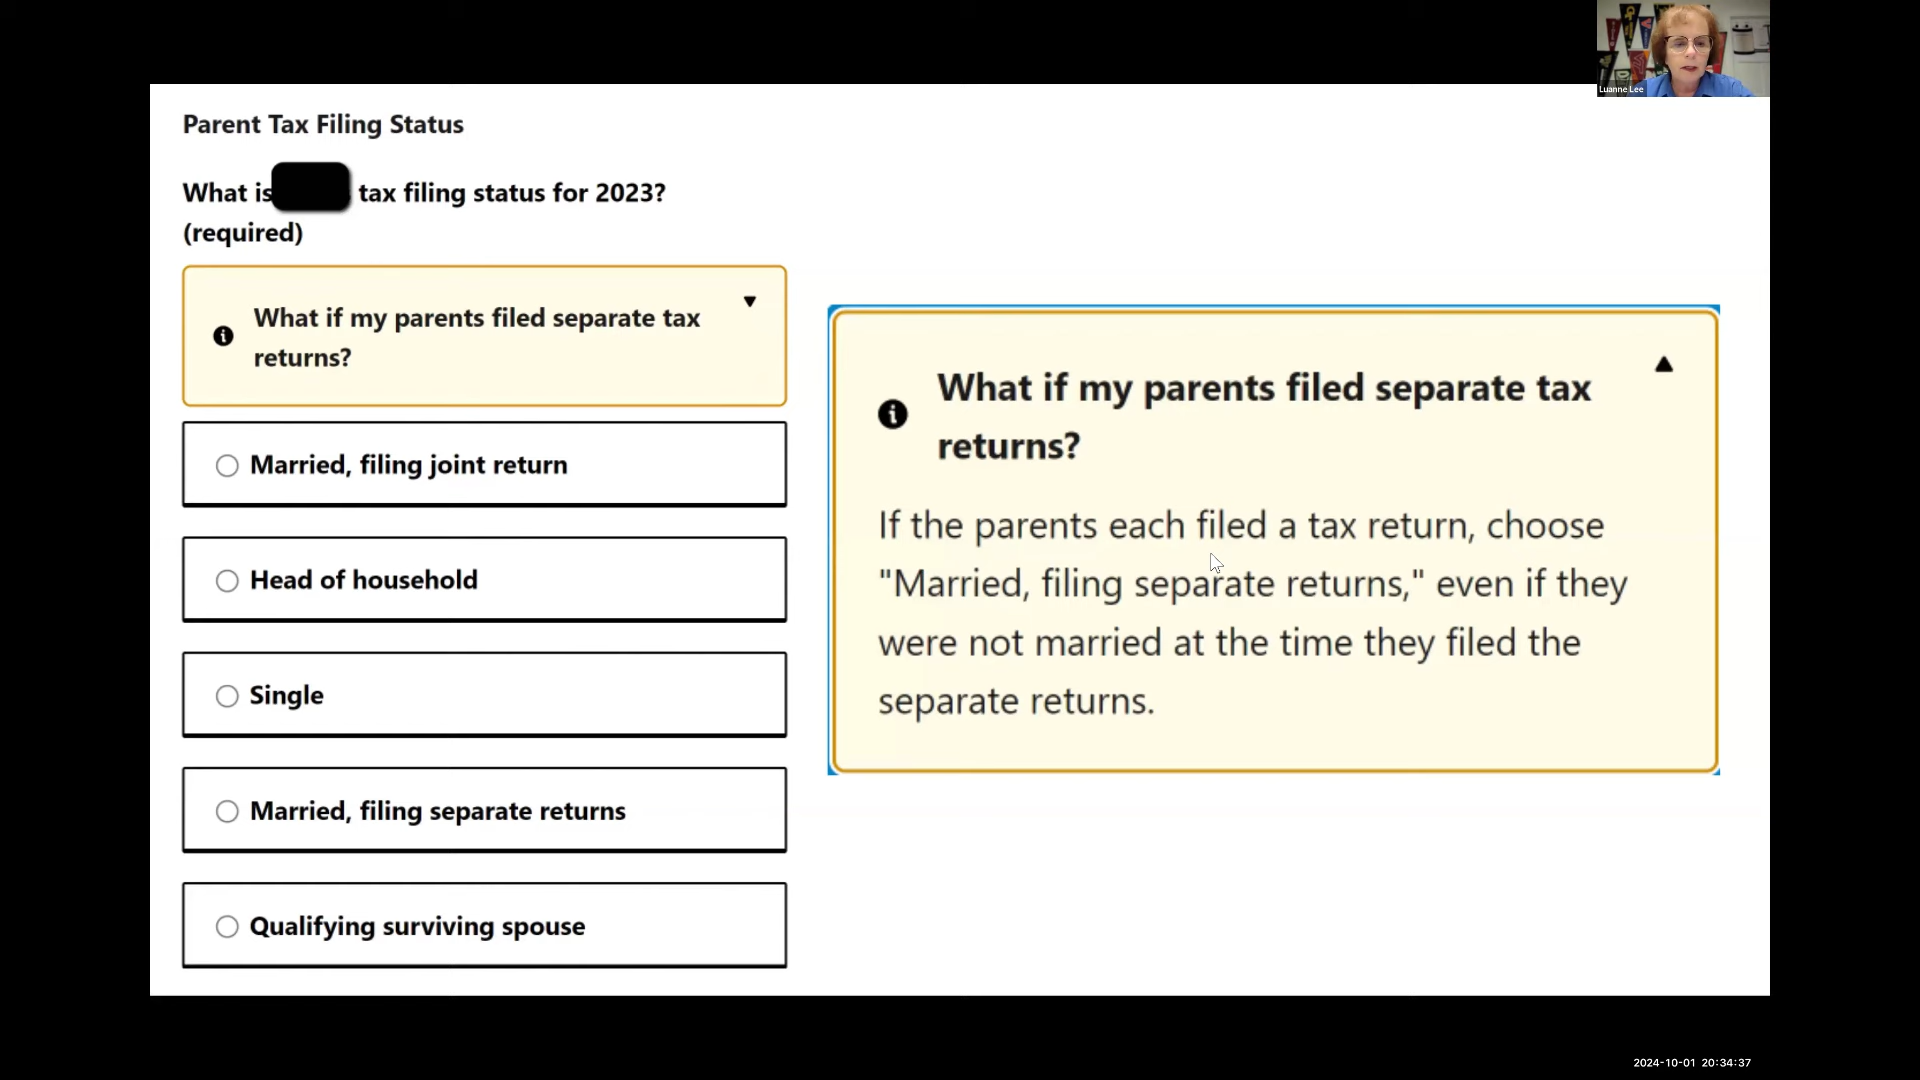 Luanne Lee
Parent Tax Filing Status
What is tax filing status for 2023?
(required)
What if my parents filed separate tax
returns?
Married, filing joint return
Head of household
Single
Married, filing separate returns
Qualifying surviving spouse
What if my parents filed separate tax
returns?
If the parents each filed a tax return, choose
"Married, filing separate returns," even if they
were not married at the time they filed the
separate returns.
2024-10-01 20:34:37